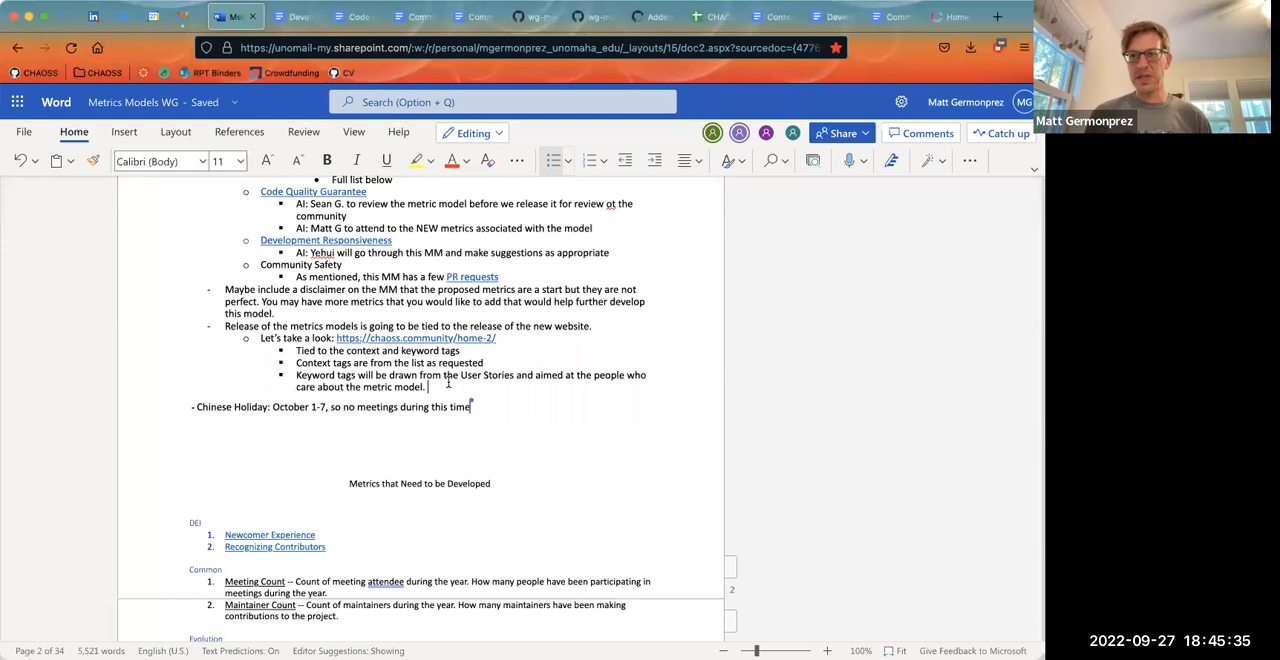 Met
Devel
Code
Comm
Comm
wg-m
wg-m
Adde
CHAC
Conte
Devel
Comm
Home
https://unomail-my.sharepoint.com/:w:/r/personal/mgermonprez_unomaha_edu/_layouts/15/doc2.aspx?sourcedoc={4776
CHAOSS
CHAOSS
RPT Binders
Crowdfunding
CV
Matt Germonprez
Word
Metrics Models WG - Saved
Search (Option + Q)
Matt Germonprez
MG
File
Home
Insert
Layout
References
Review
View
Help
Editing
Share
Comments
Catch up
Calibri (Body)
11
Full list below
Code Quality Guarantee
AI: Sean G. to review the metric model before we release it for review ot the
community
AI: Matt G to attend to the NEW metrics associated with the model
Development Responsiveness
AI: Yehui will go through this MM and make suggestions as appropriate
Community Safety
As mentioned, this MM has a few PR requests
- Maybe include a disclaimer on the MM that the proposed metrics are a start but they are not
perfect. You may have more metrics that you would like to add that would help further develop
this model.
- Release of the metrics models is going to be tied to the release of the new website.
Let's take a look: https://chaoss.community/home-2/
Tied to the context and keyword tags
Context tags are from the list as requested
Keyword tags will be drawn from the User Stories and aimed at the people who
care about the metric model.
- Chinese Holiday: October 1-7, so no meetings during this time
Metrics that Need to be Developed
DEI
1. Newcomer Experience
2. Recognizing Contributors
Common
1. Meeting Count -- Count of meeting attendee during the year. How many people have been participating in
meetings during the year.
2. Maintainer Count -- Count of maintainers during the year. How many maintainers have been making
contributions to the project.
Evolution
2
Page 2 of 34
5,521 words
English (U.S.)
Text Predictions: On
Editor Suggestions: Showing
100%
Fit
Give Feedback to Microsoft
2022-09-27 18:45:35